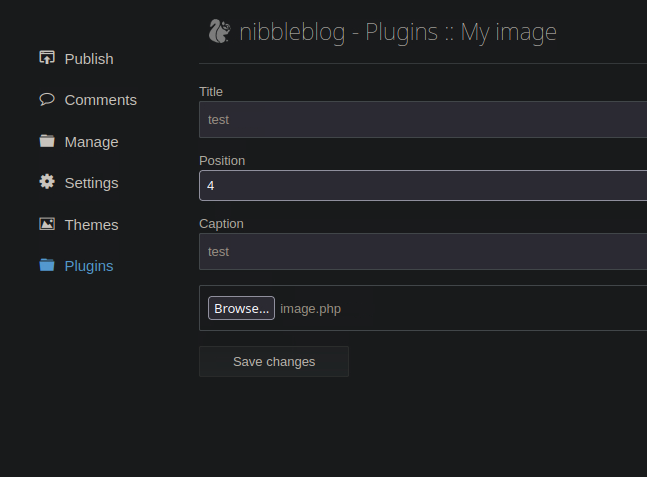 nibbleblog - Plugins :: My image
Publish
Comments
Manage
Settings
Themes
Plugins
Title
test
Position
4
Caption
test
Browse... image.php
Save changes